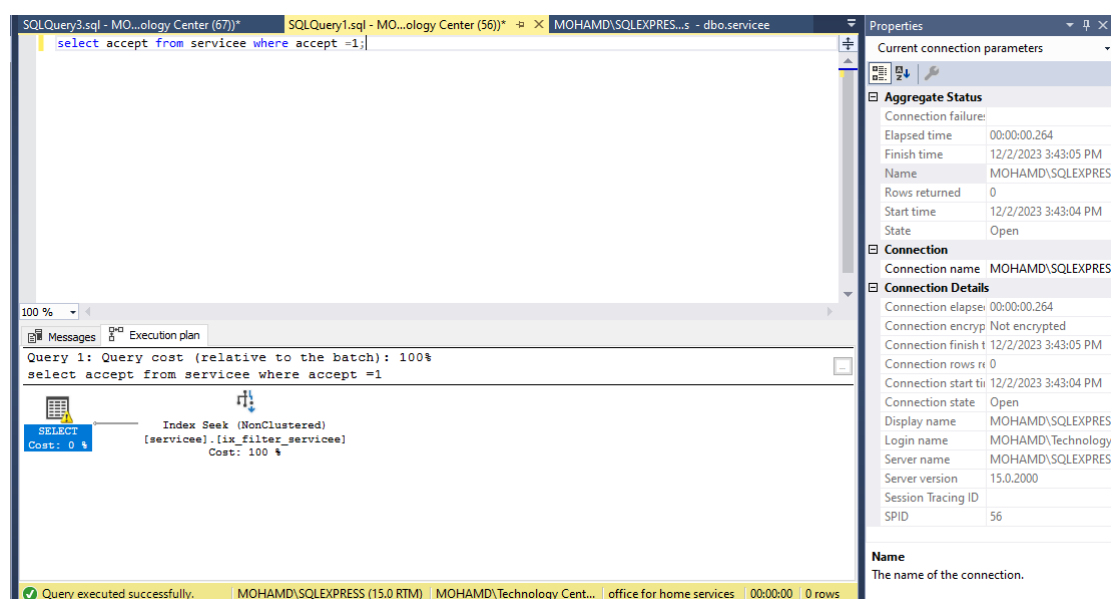 SQLQuery3.sql - MO...ology Center (67))*
SQLQuery1.sql - MO...ology Center (56))*
MOHAMD\SQLEXPRES...s - dbo.servicee
select accept from servicee where accept =1;
100 %
Messages
Execution plan
Query 1: Query cost (relative to the batch): 100%
select accept from servicee where accept =1
SELECT
Cost: 0 %
Index Seek (NonClustered)
[servicee].[ix_filter_servicee]
Cost: 100 %
Query executed successfully.
MOHAMD\SQLEXPRESS (15.0 RTM)
MOHAMD\Technology Cent...
office for home services
00:00:00
0 rows
Properties
Current connection parameters
Aggregate Status
Connection failure:
Elapsed time 00:00:00.264
Finish time 12/2/2023 3:43:05 PM
Name MOHAMD\SQLEXPRES
Rows returned 0
Start time 12/2/2023 3:43:04 PM
State Open
Connection
Connection name MOHAMD\SQLEXPRES
Connection Details
Connection elapse 00:00:00.264
Connection encryp Not encrypted
Connection finish t 12/2/2023 3:43:05 PM
Connection rows re 0
Connection start ti 12/2/2023 3:43:04 PM
Connection state Open
Display name MOHAMD\SQLEXPRES
Login name MOHAMD\Technology
Server name MOHAMD\SQLEXPRES
Server version 15.0.2000
Session Tracing ID
SPID 56
Name
The name of the connection.